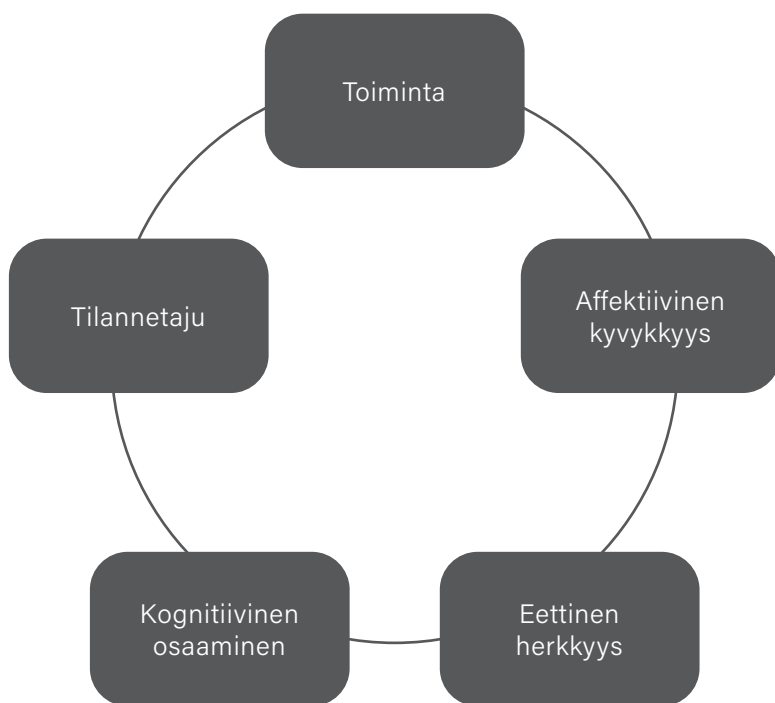 Toiminta
Tilannetaju
Affektiivinen
kyvykkyys
Kognitiivinen
osaaminen
Eettinen
herkkyys